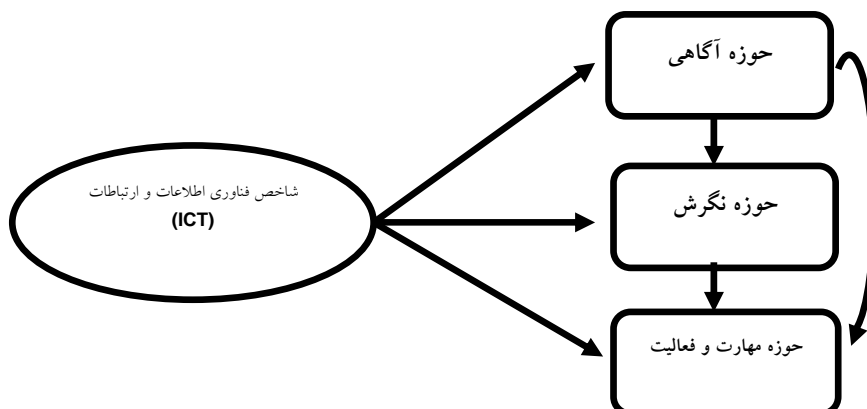 حوزه آگاهی
شاخص فناوری اطلاعات و ارتباطات
(ICT)
حوزه نگرش
حوزه مهارت و فعالیت